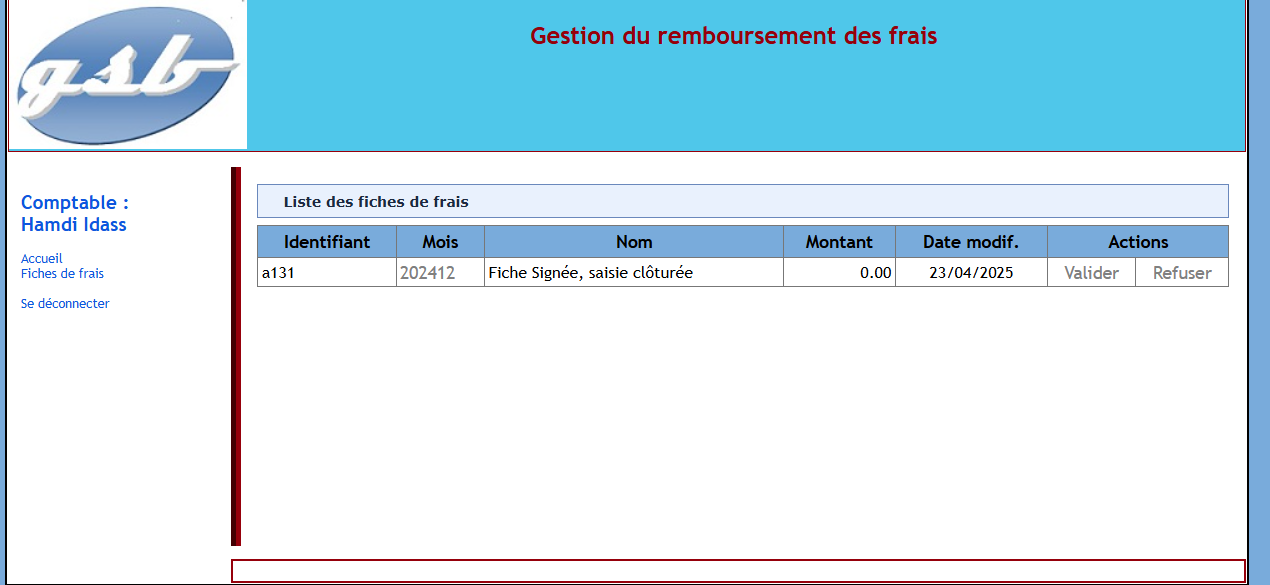 gsb
Gestion du remboursement des frais
Comptable :
Hamdi Idass
Accueil
Fiches de frais
Se déconnecter
Liste des fiches de frais
Identifiant Mois Nom Montant Date modif. Actions
a131 202412 Fiche Signée, saisie clôturée 0.00 23/04/2025 Valider Refuser